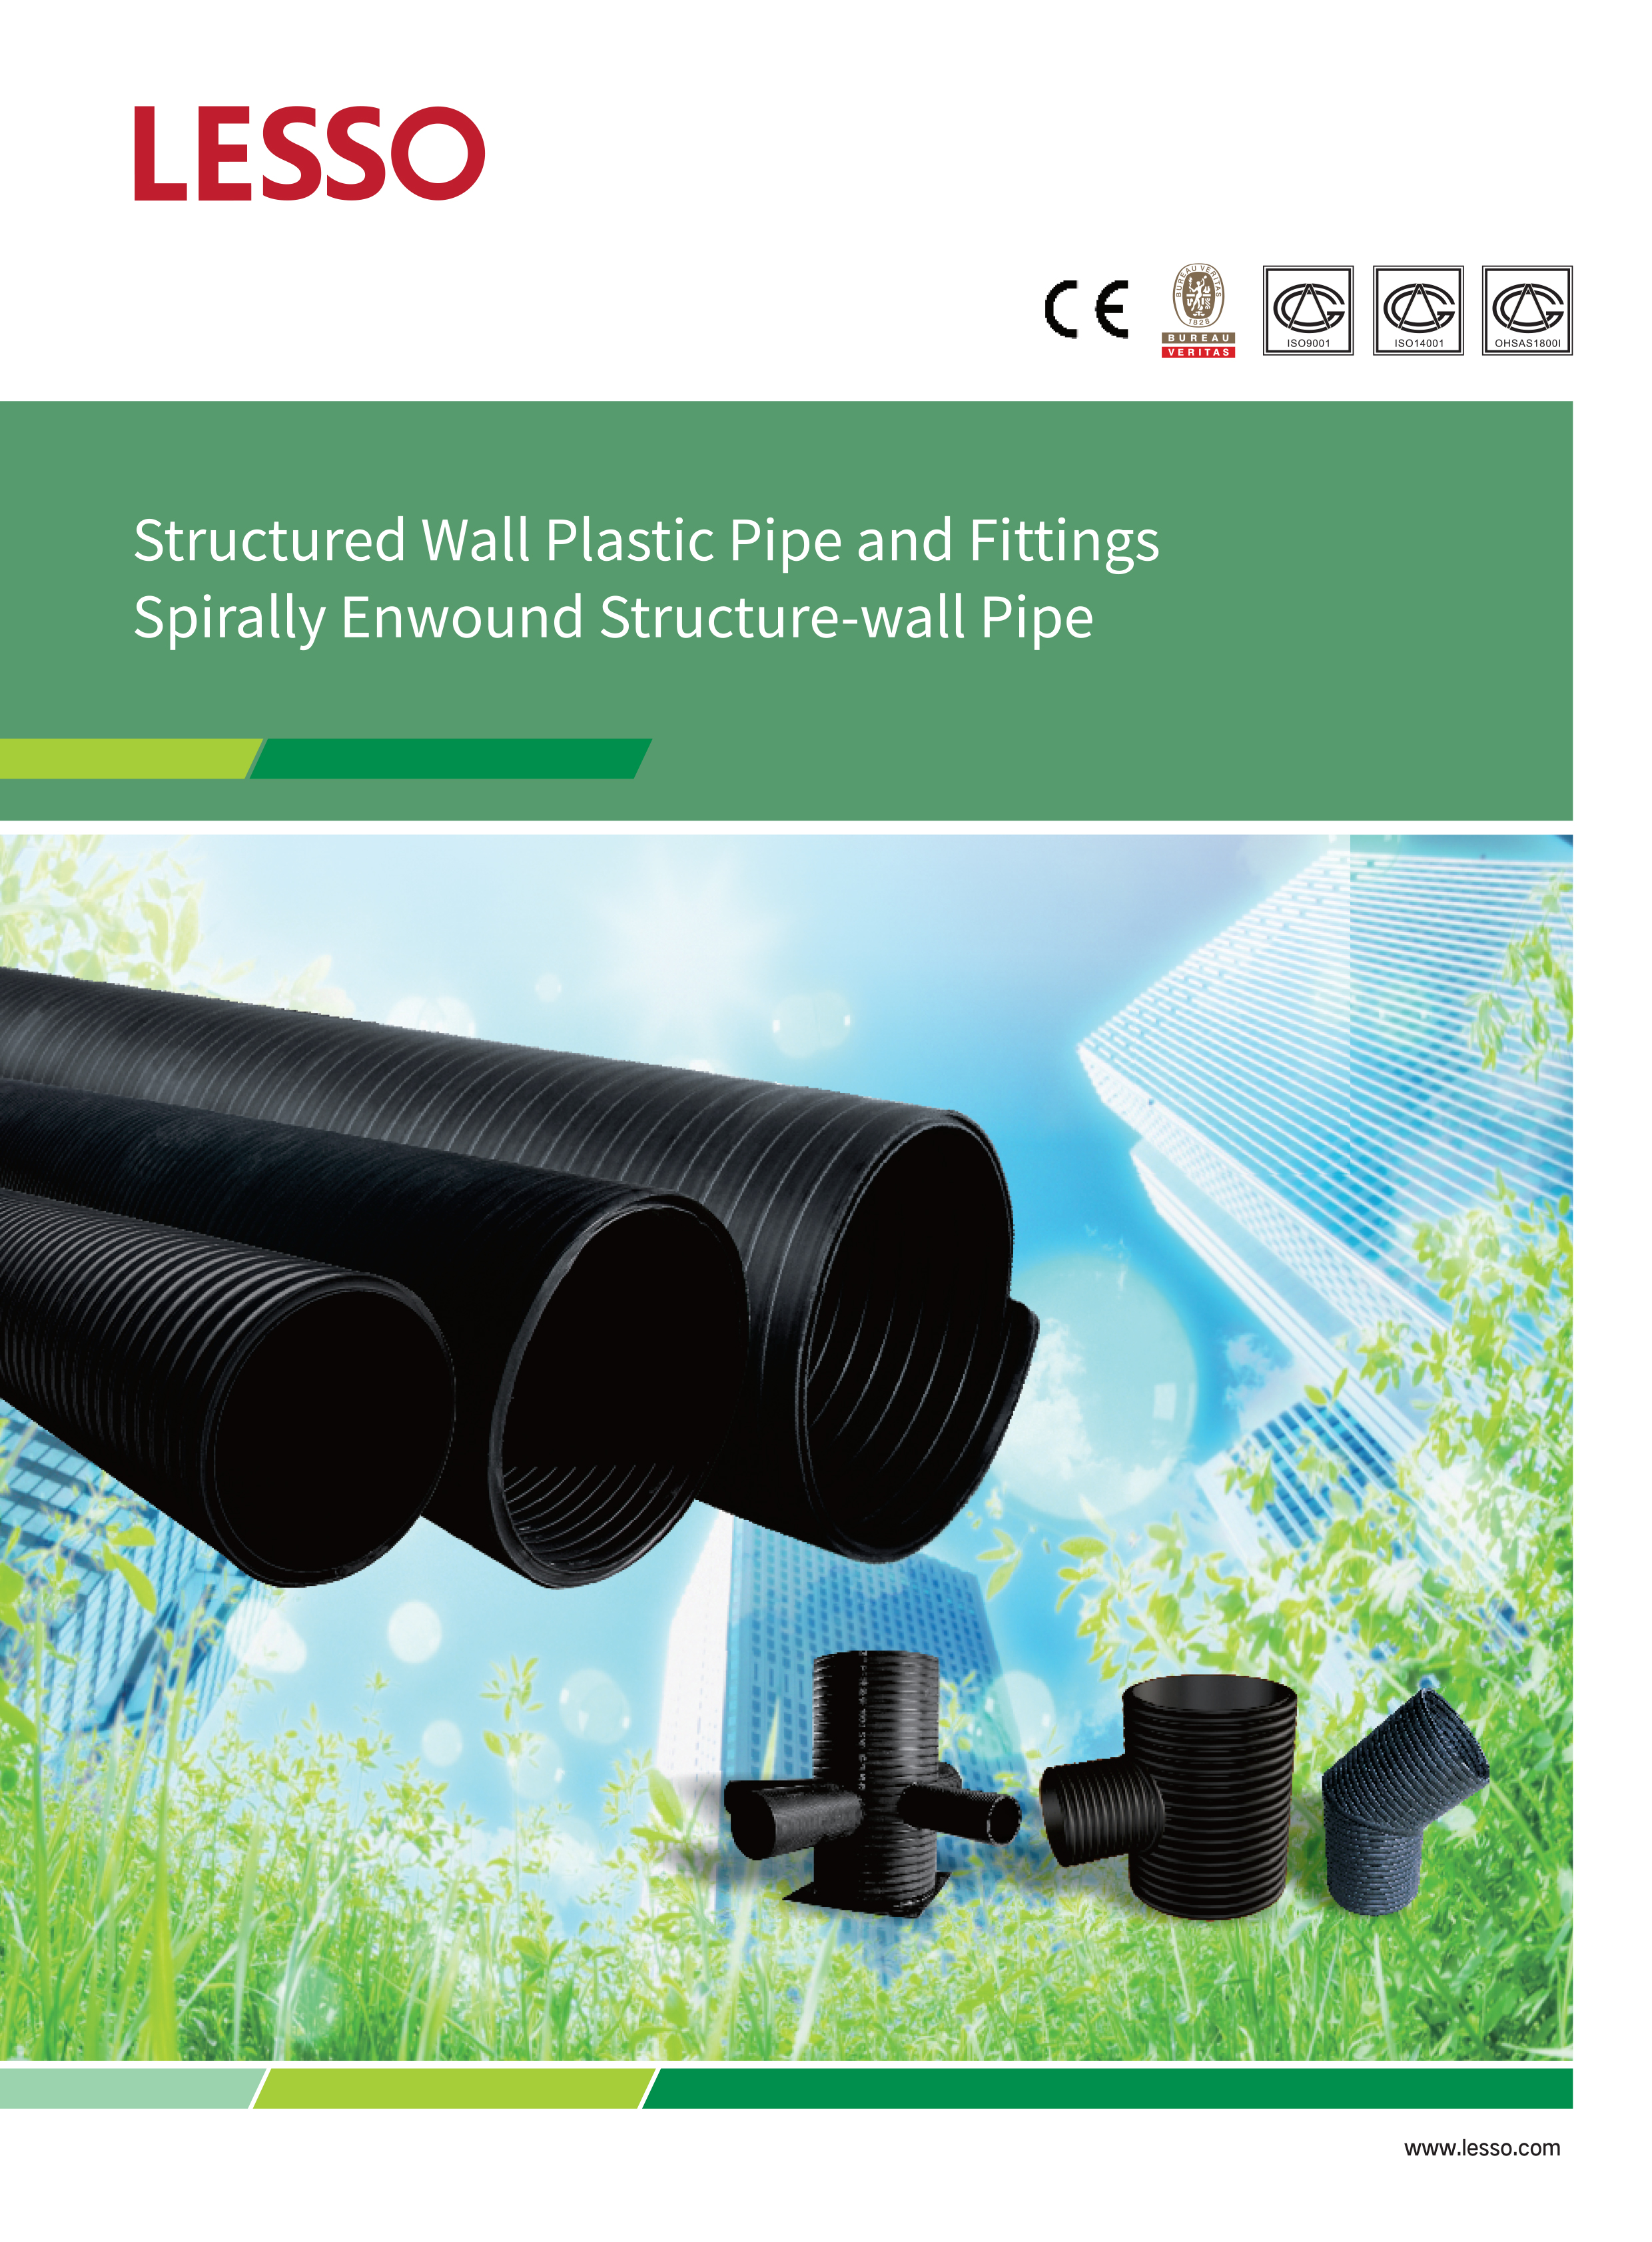 LESSO
CE
BUREAU VERITAS
1828
BUREAU
VERITAS
ISO9001
ISO14001
OHSAS1800I
Structured Wall Plastic Pipe and Fittings
Spirally Enwound Structure-wall Pipe
www.lesso.com